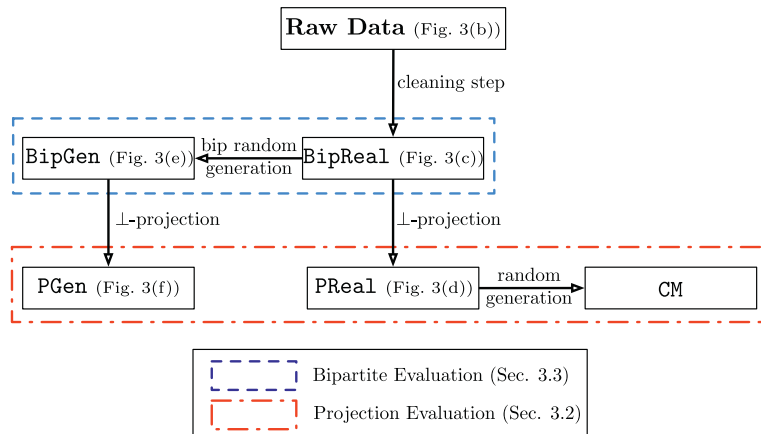 Raw Data (Fig. 3(b))
cleaning step
BipGen (Fig. 3(e))
bip random
generation
BipReal (Fig. 3(c))
⊥-projection
⊥-projection
PGen (Fig. 3(f))
PReal (Fig. 3(d))
random
generation
CM
Bipartite Evaluation (Sec. 3.3)
Projection Evaluation (Sec. 3.2)